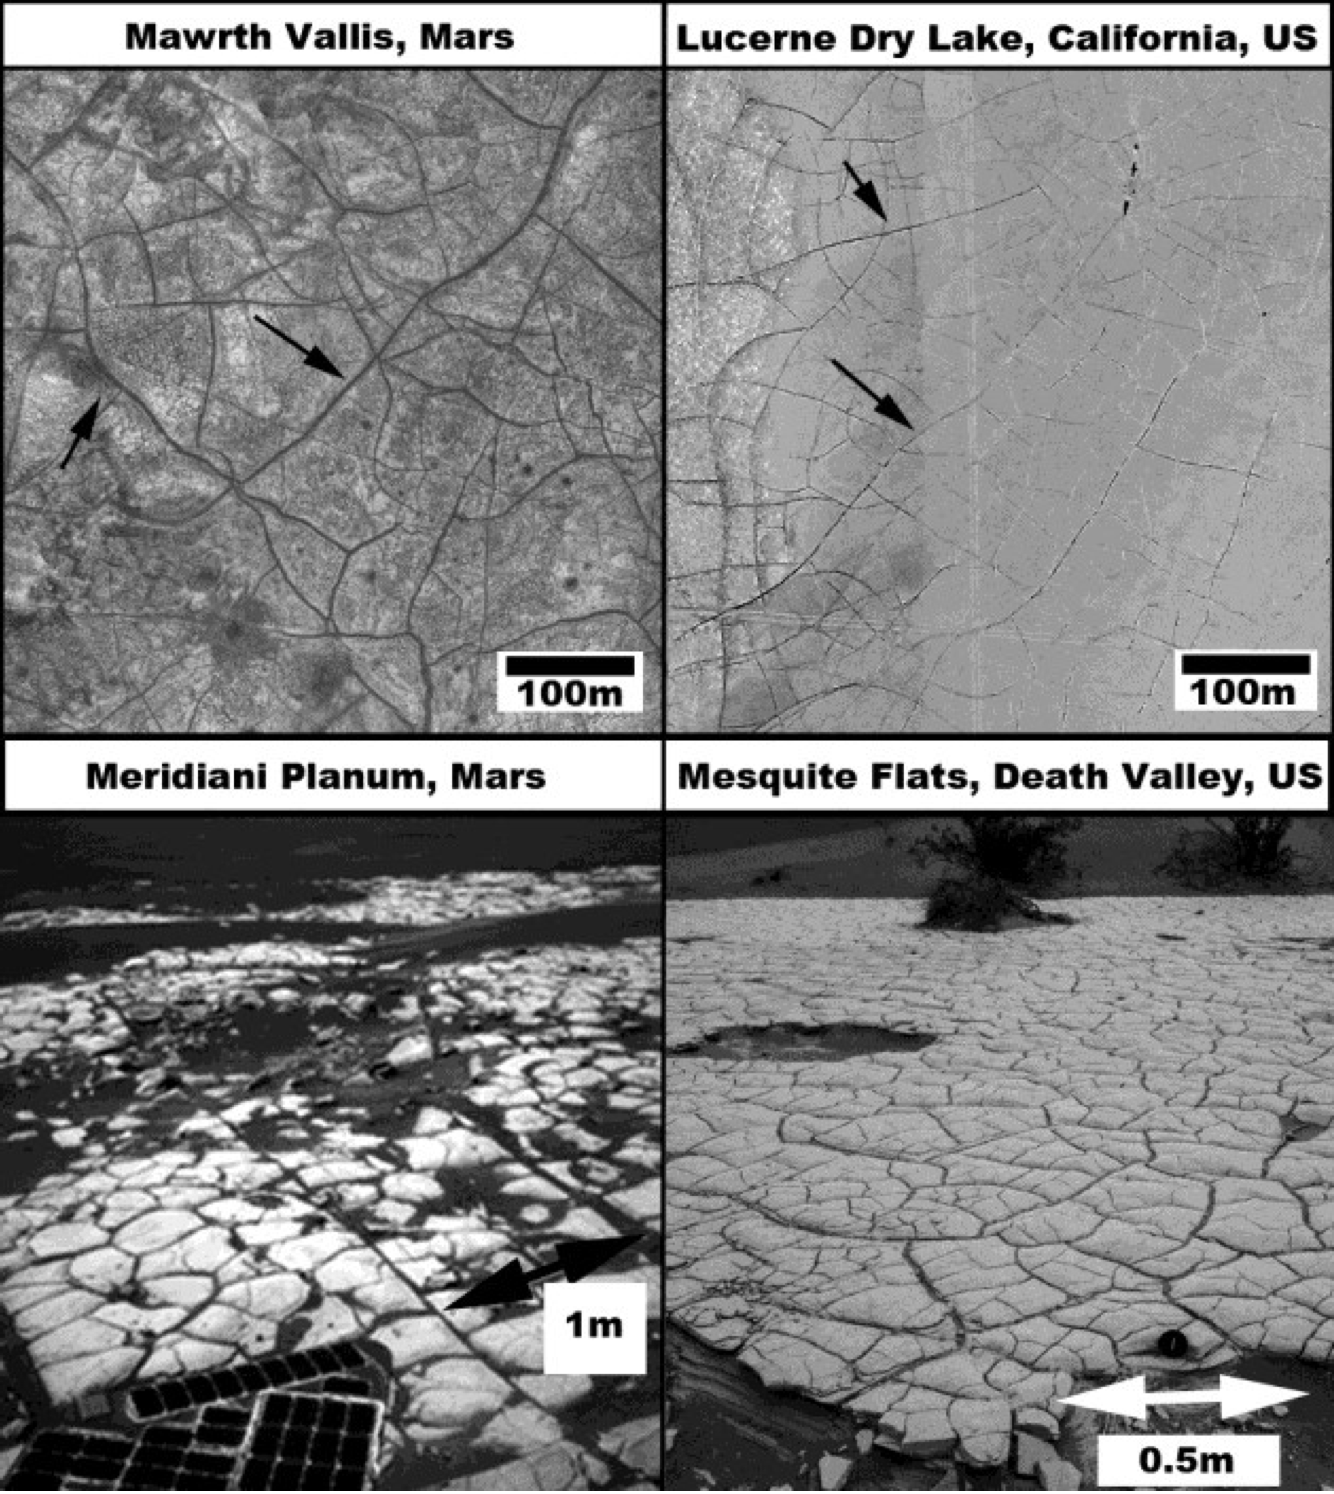 Mawrth Vallis, Mars
Lucerne Dry Lake, California, US
100m
100m
Meridiani Planum, Mars
Mesquite Flats, Death Valley, US
1m
0.5m